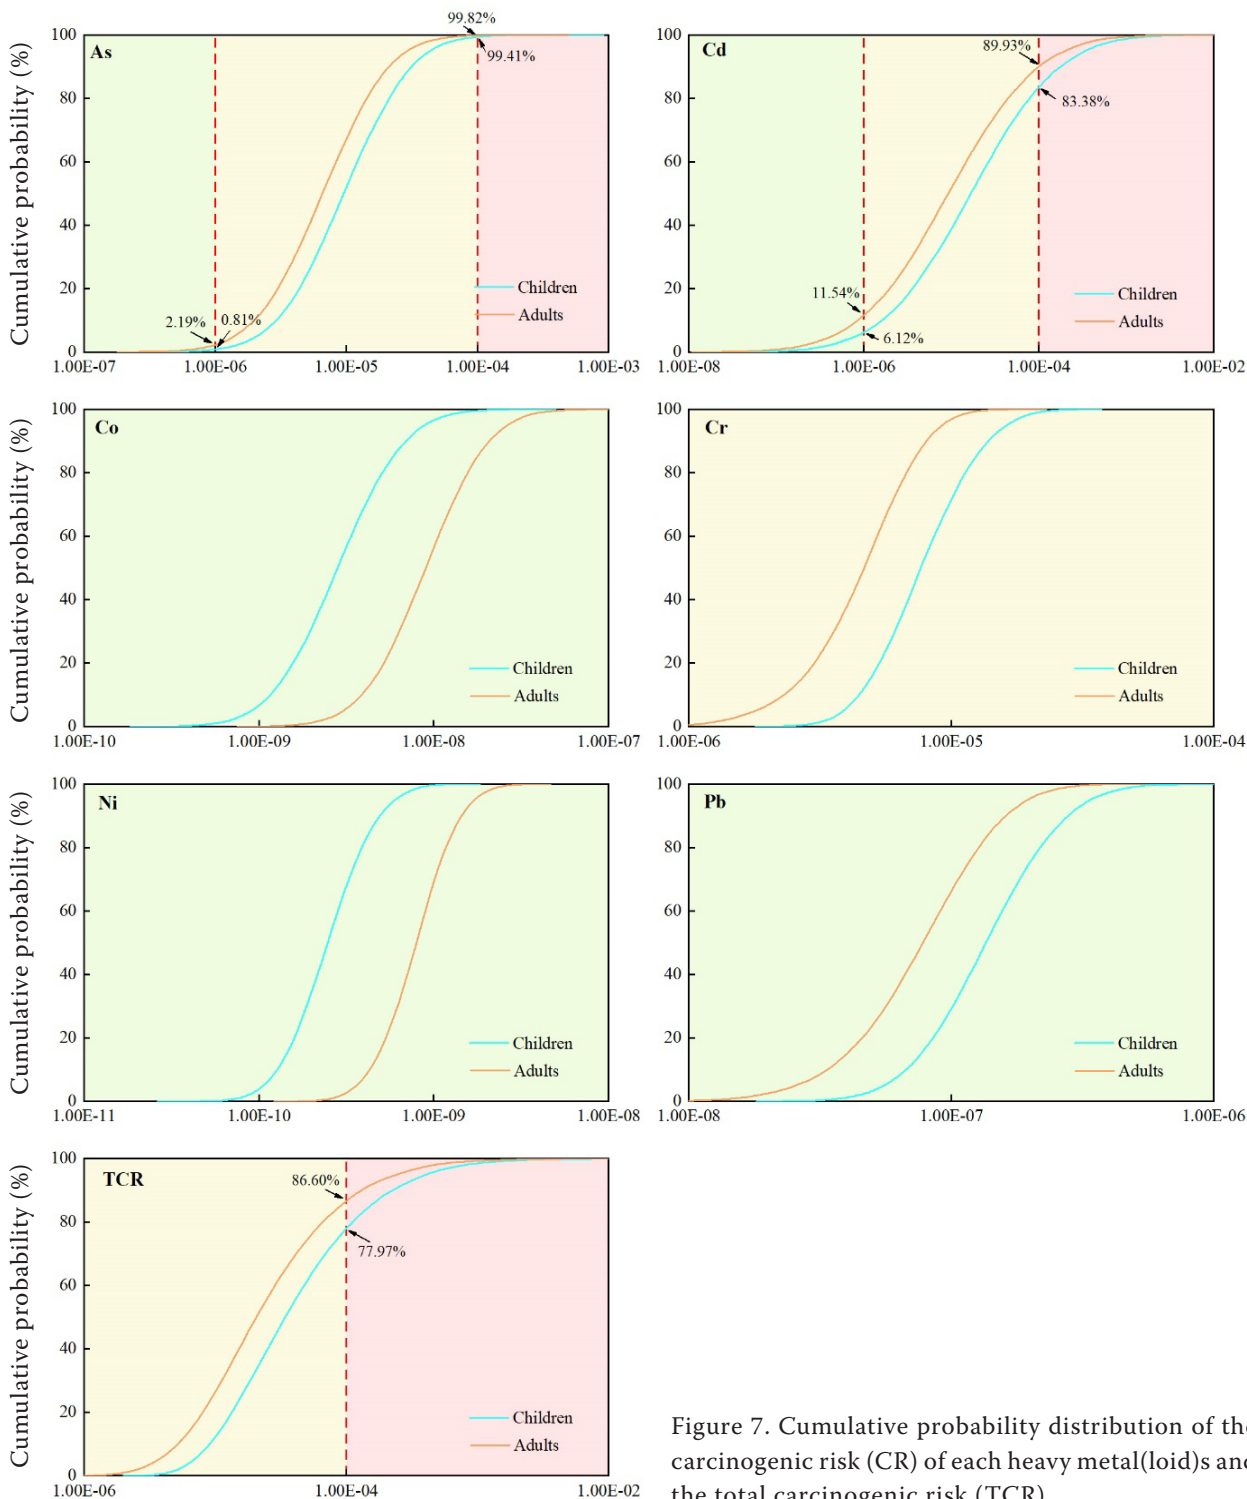 99.82%
100
As
99.41%
80
60
40
20
0
Cumulative probability (%)
2.19%
0.81%
Children
Adults
1.00E-07
1.00E-06
1.00E-05
1.00E-04
1.00E-03
100
Cd
89.93%
83.38%
80
60
40
20
0
11.54%
6.12%
Children
Adults
1.00E-08
1.00E-06
1.00E-04
1.00E-02
100
Co
80
60
40
20
0
Cumulative probability (%)
Children
Adults
1.00E-10
1.00E-09
1.00E-08
1.00E-07
100
Cr
80
60
40
20
0
Children
Adults
1.00E-06
1.00E-05
1.00E-04
100
Ni
80
60
40
20
0
Cumulative probability (%)
Children
Adults
1.00E-11
1.00E-10
1.00E-09
1.00E-08
100
Pb
80
60
40
20
0
Children
Adults
1.00E-08
1.00E-07
1.00E-06
100
TCR
86.60%
77.97%
80
60
40
20
0
Cumulative probability (%)
Children
Adults
1.00E-06
1.00E-04
1.00E-02
Figure 7. Cumulative probability distribution of the
carcinogenic risk (CR) of each heavy metal(loid)s and
the total carcinogenic risk (TCR)